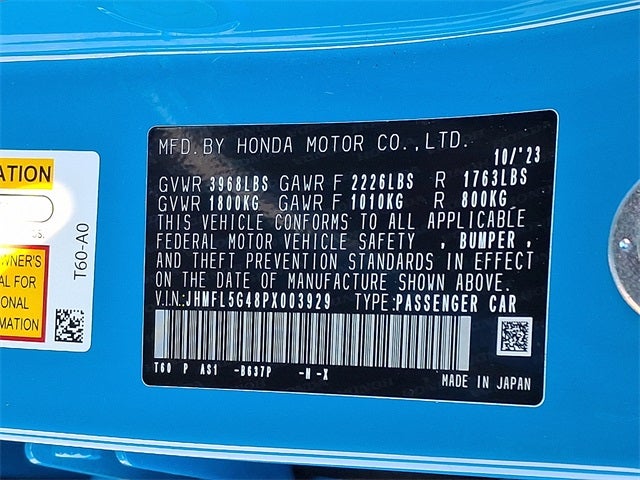 MFD. BY HONDA MOTOR CO., LTD.
10/'23
GVWR 3968LBS GAWR F 2226LBS R 1763LBS
GVWR 1800KG GAWR F 1010KG R 800KG
THIS VEHICLE CONFORMS TO ALL APPLICABLE
FEDERAL MOTOR VEHICLE SAFETY , BUMPER ,
AND THEFT PREVENTION STANDARDS IN EFFECT
ON THE DATE OF MANUFACTURE SHOWN ABOVE.
V.I.N:JHMFL5G48PX003929 TYPE:PASSENGER CAR
T60 P AS1 -B637P -N -X
MADE IN JAPAN
ATION
US.
WNER'S
AL FOR
ONAL
MATION
T60-A0